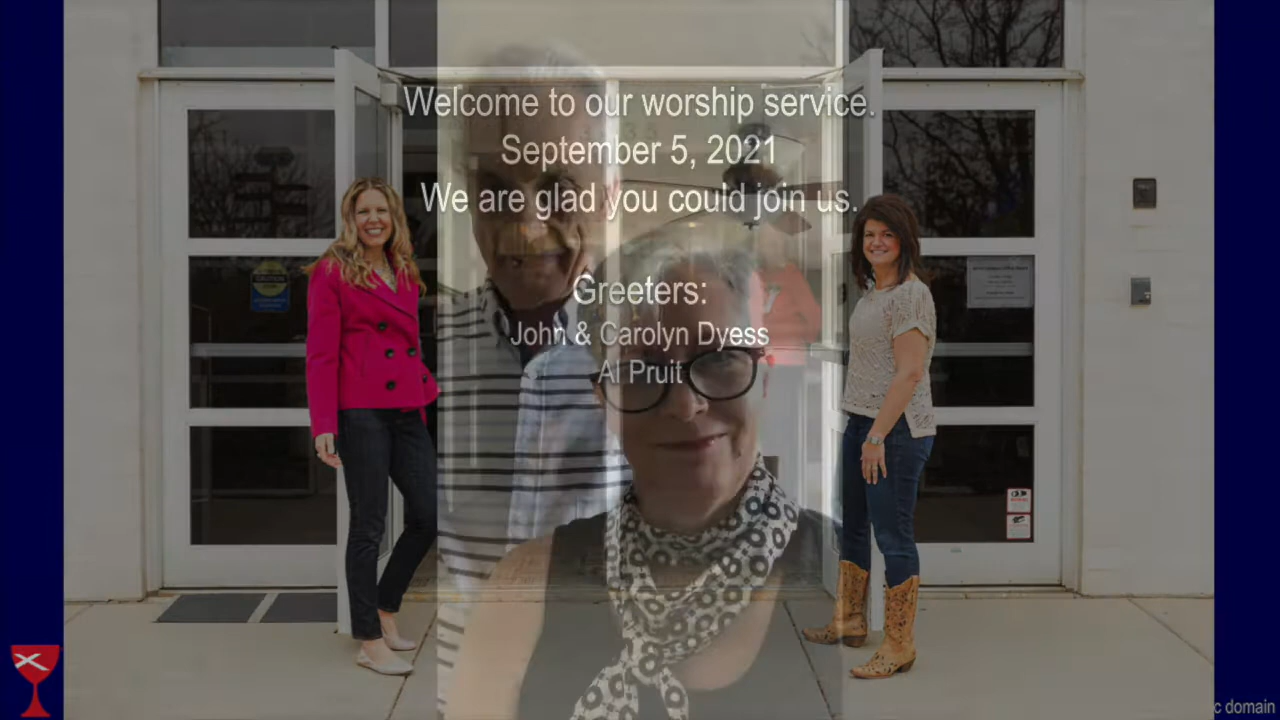 Welcome to our worship service.
September 5, 2021
We are glad you could join us.
Greeters:
John & Carolyn Dyess
Al Pruit
c domain